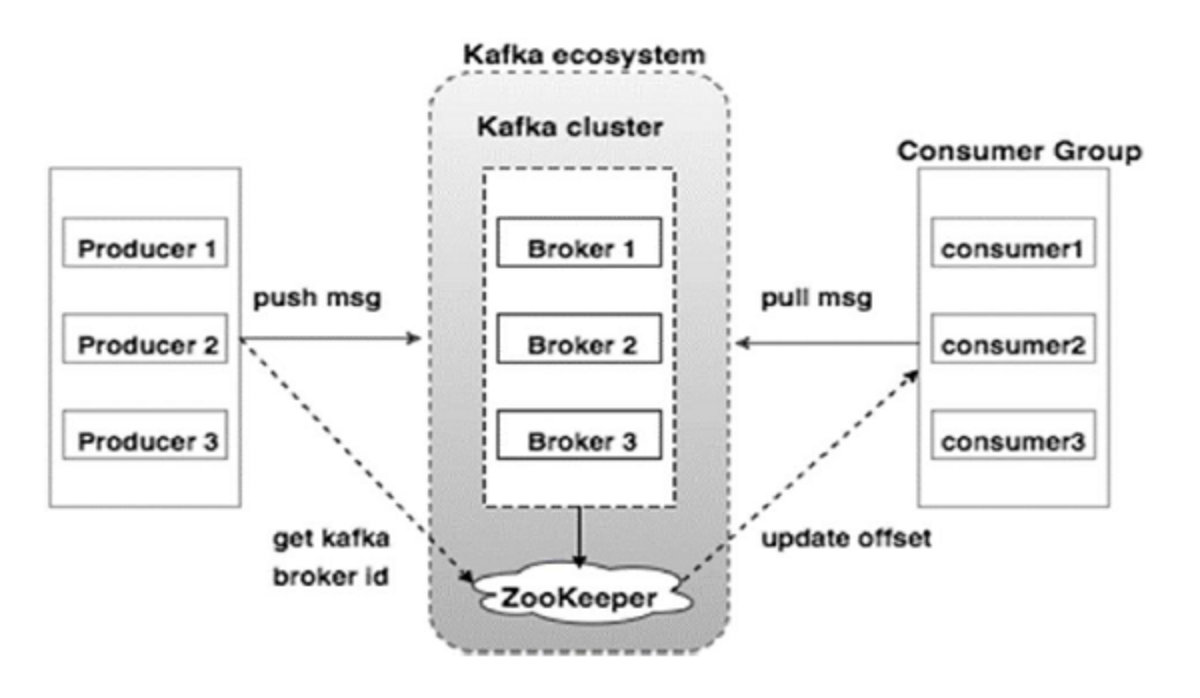 Kafka ecosystem
Kafka cluster
Consumer Group
Producer 1
Producer 2
Producer 3
push msg
Broker 1
Broker 2
Broker 3
pull msg
consumer1
consumer2
consumer3
get kafka
broker id
ZooKeeper
update offset